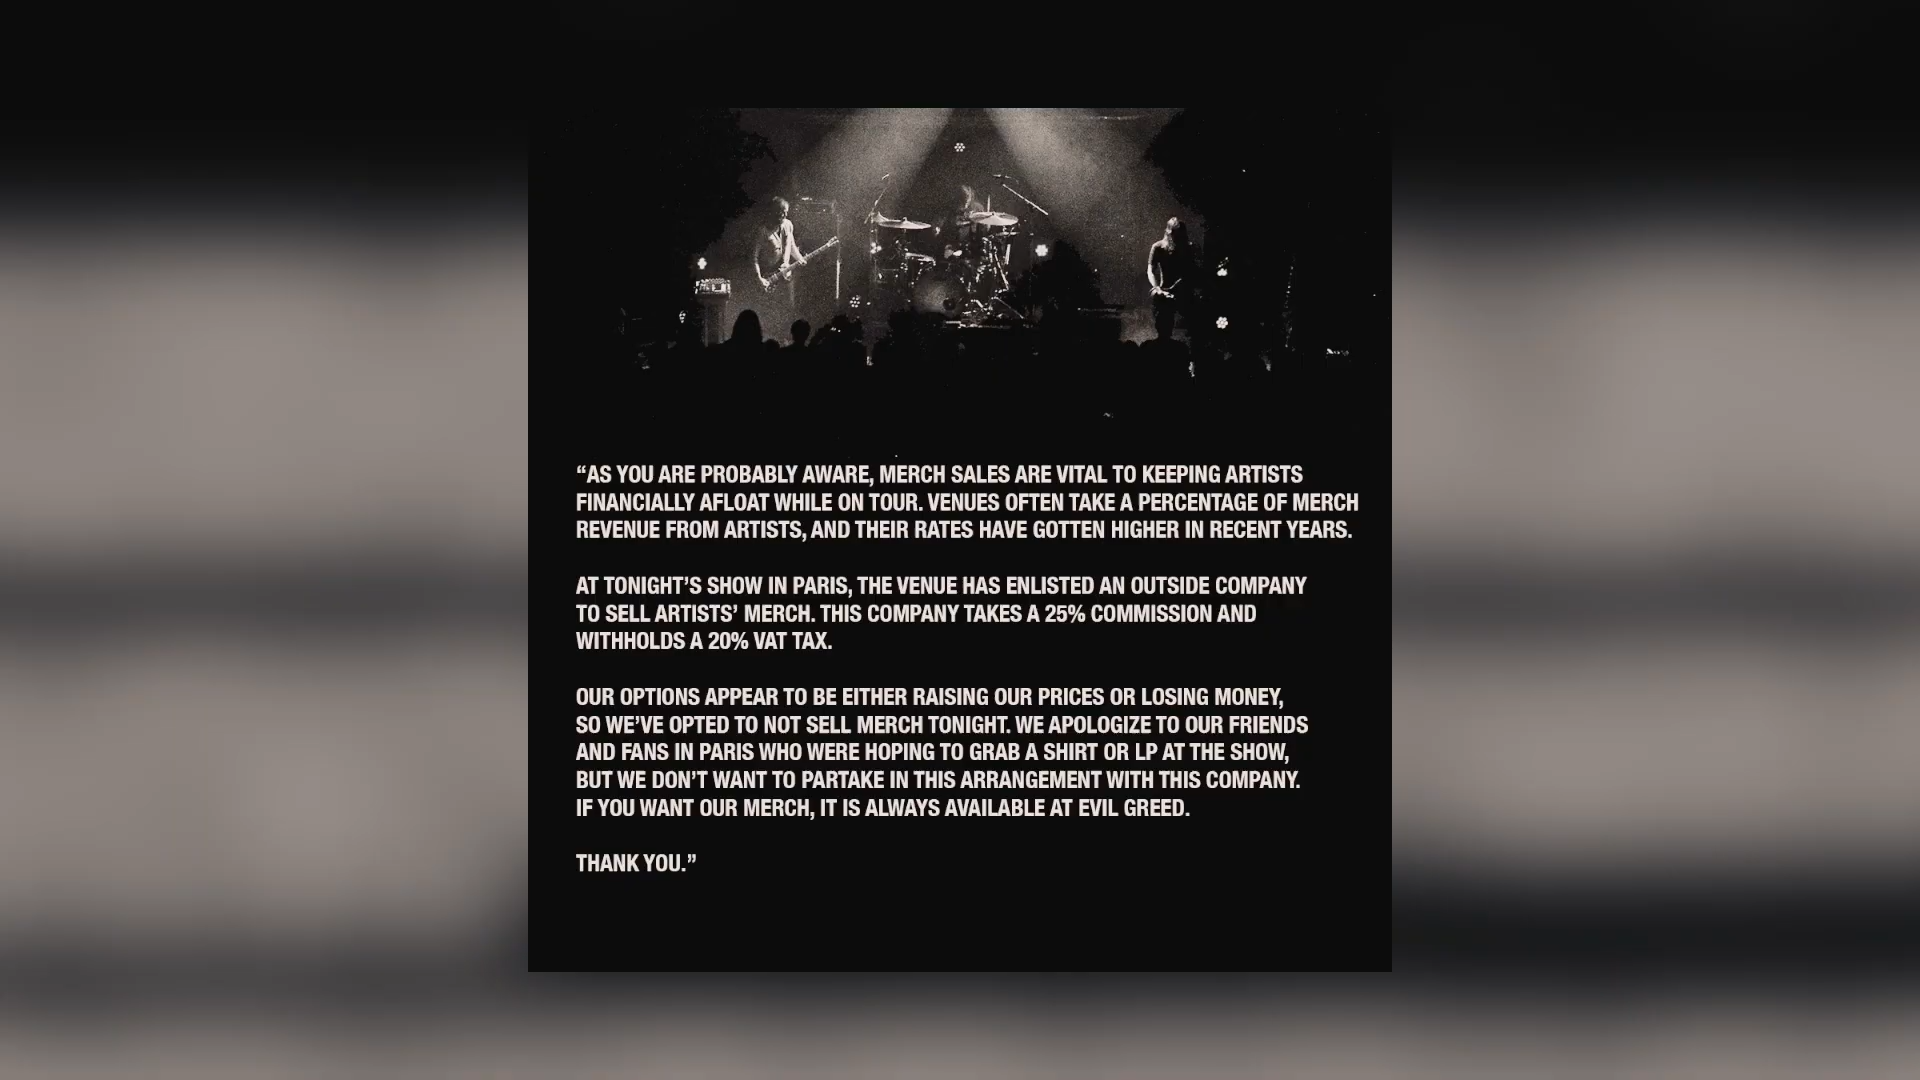 “AS YOU ARE PROBABLY AWARE, MERCH SALES ARE VITAL TO KEEPING ARTISTS
FINANCIALLY AFLOAT WHILE ON TOUR. VENUES OFTEN TAKE A PERCENTAGE OF MERCH
REVENUE FROM ARTISTS, AND THEIR RATES HAVE GOTTEN HIGHER IN RECENT YEARS.
AT TONIGHT’S SHOW IN PARIS, THE VENUE HAS ENLISTED AN OUTSIDE COMPANY
TO SELL ARTISTS’ MERCH. THIS COMPANY TAKES A 25% COMMISSION AND
WITHHOLDS A 20% VAT TAX.
OUR OPTIONS APPEAR TO BE EITHER RAISING OUR PRICES OR LOSING MONEY,
SO WE’VE OPTED TO NOT SELL MERCH TONIGHT. WE APOLOGIZE TO OUR FRIENDS
AND FANS IN PARIS WHO WERE HOPING TO GRAB A SHIRT OR LP AT THE SHOW,
BUT WE DON’T WANT TO PARTAKE IN THIS ARRANGEMENT WITH THIS COMPANY.
IF YOU WANT OUR MERCH, IT IS ALWAYS AVAILABLE AT EVIL GREED.
THANK YOU.”